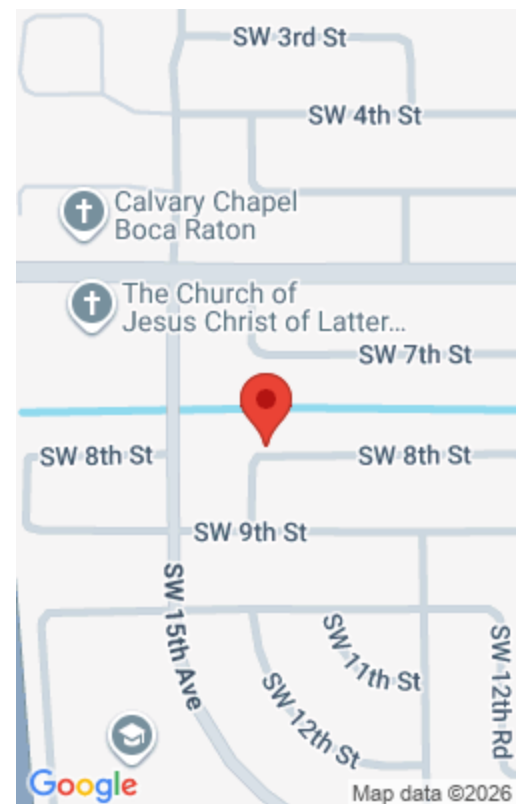 SW 3rd St
SW 4th St
Calvary Chapel
Boca Raton
The Church of
Jesus Christ of Latter...
SW 7th St
SW 8th St
SW 8th St
SW 9th St
SW 15th Ave
SW 11th St
SW 12th St
SW 12th Rd
Google
Map data ©2026